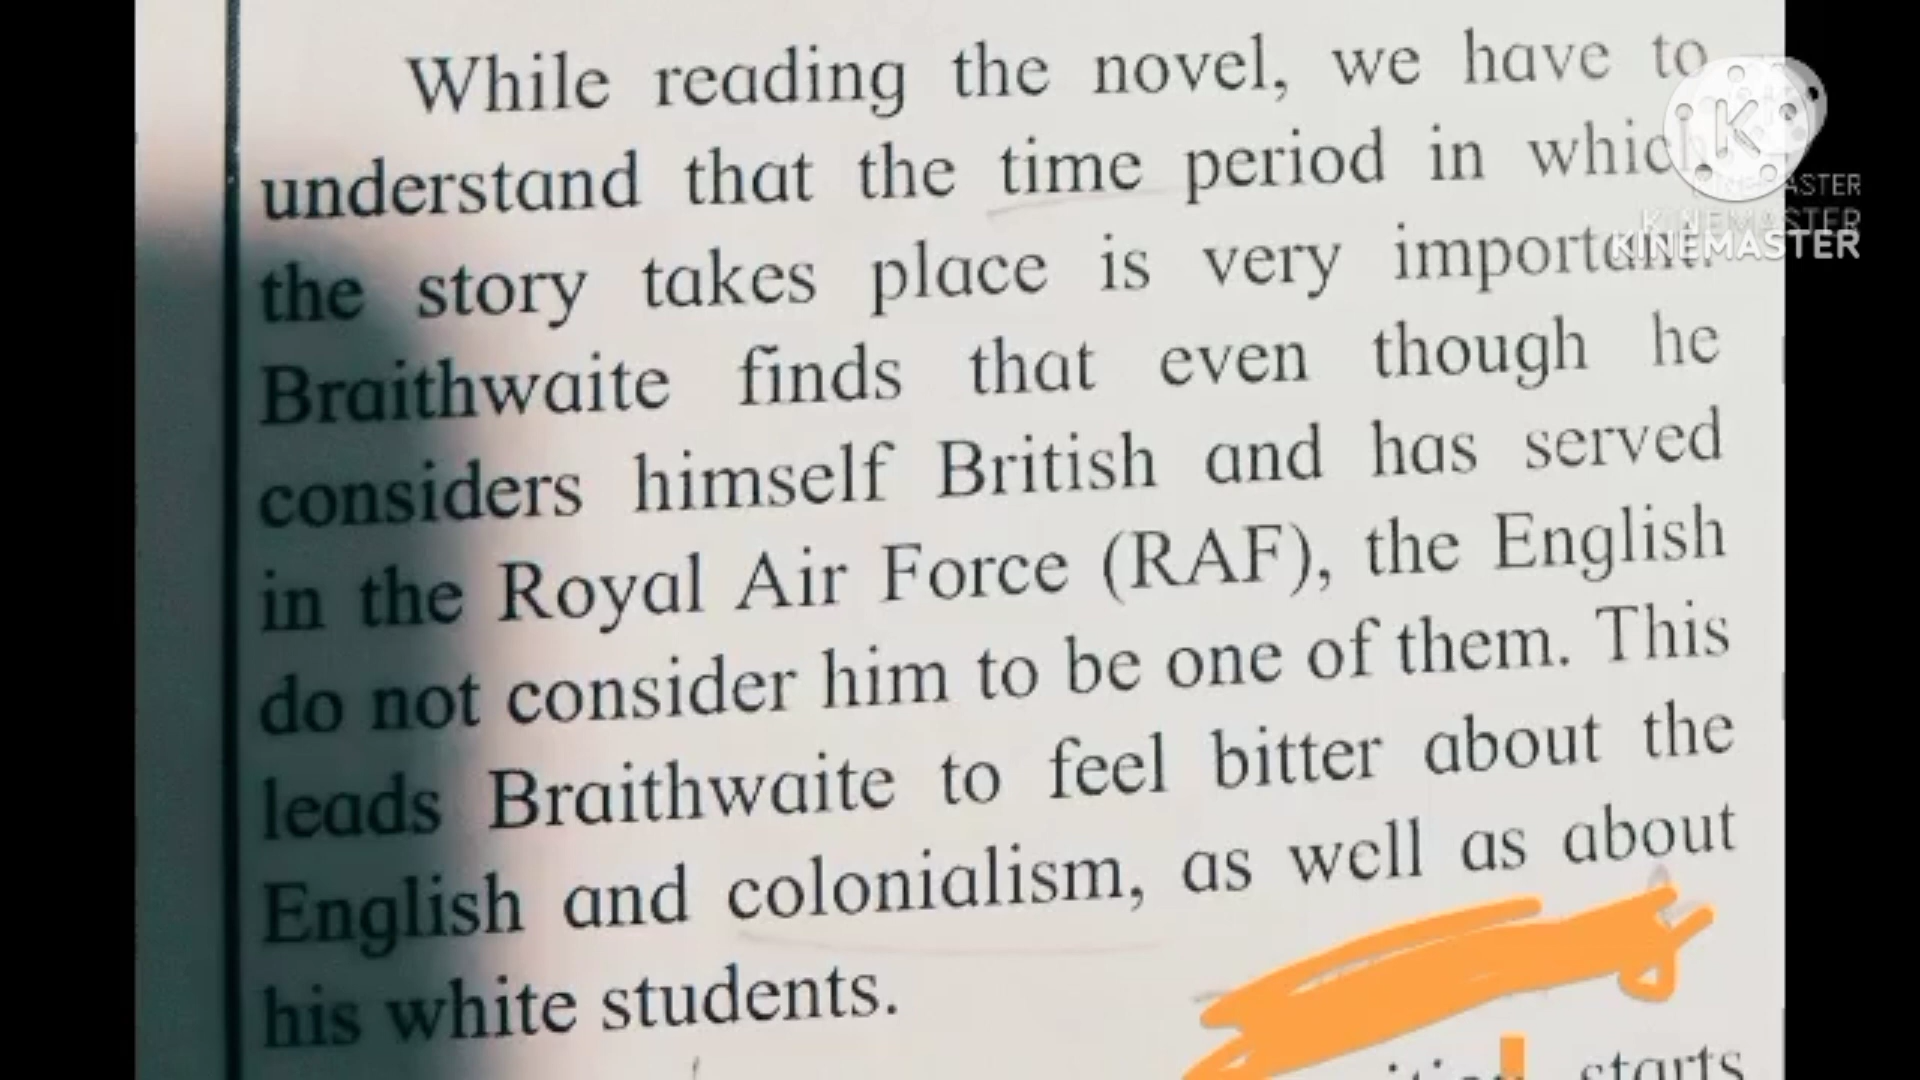 While reading the novel, we have to
understand that the time period in which
the story takes place is very important.
Braithwaite finds that even though he
considers himself British and has served
in the Royal Air Force (RAF), the English
do not consider him to be one of them. This
leads Braithwaite to feel bitter about the
English and colonialism, as well as about
his white students.
starts
K
KINEMASTER